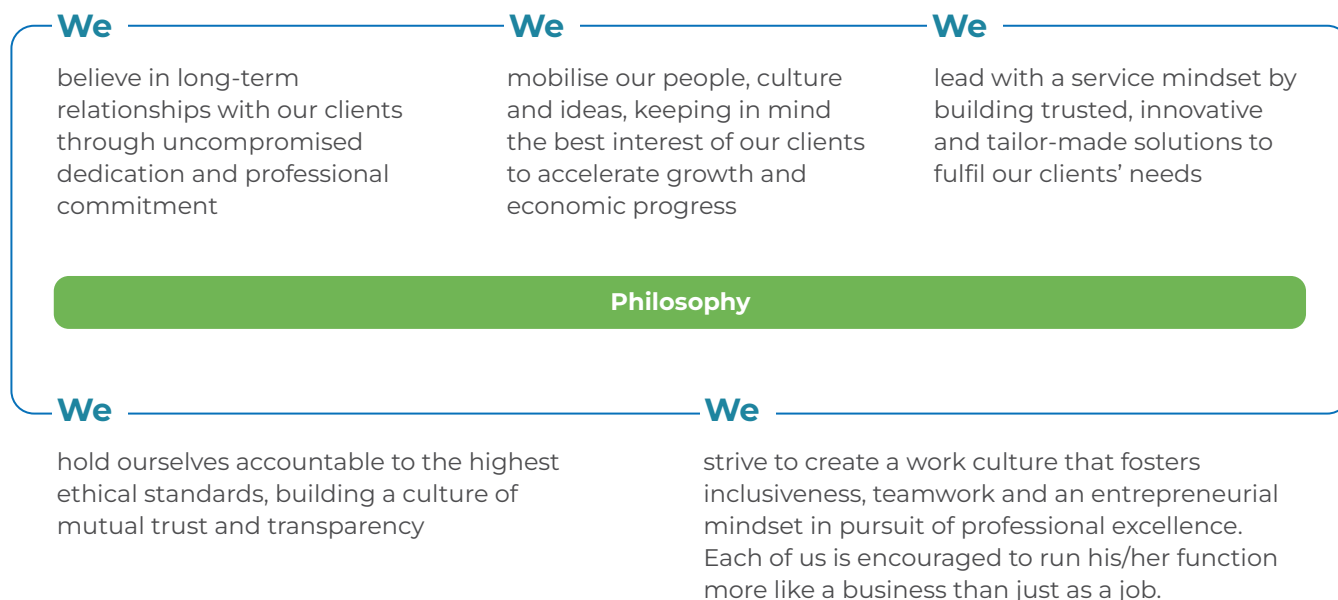 We
believe in long-term
relationships with our clients
through uncompromised
dedication and professional
commitment
We
mobilise our people, culture
and ideas, keeping in mind
the best interest of our clients
to accelerate growth and
economic progress
We
lead with a service mindset by
building trusted, innovative
and tailor-made solutions to
fulfil our clients’ needs
Philosophy
We
hold ourselves accountable to the highest
ethical standards, building a culture of
mutual trust and transparency
We
strive to create a work culture that fosters
inclusiveness, teamwork and an entrepreneurial
mindset in pursuit of professional excellence.
Each of us is encouraged to run his/her function
more like a business than just as a job.